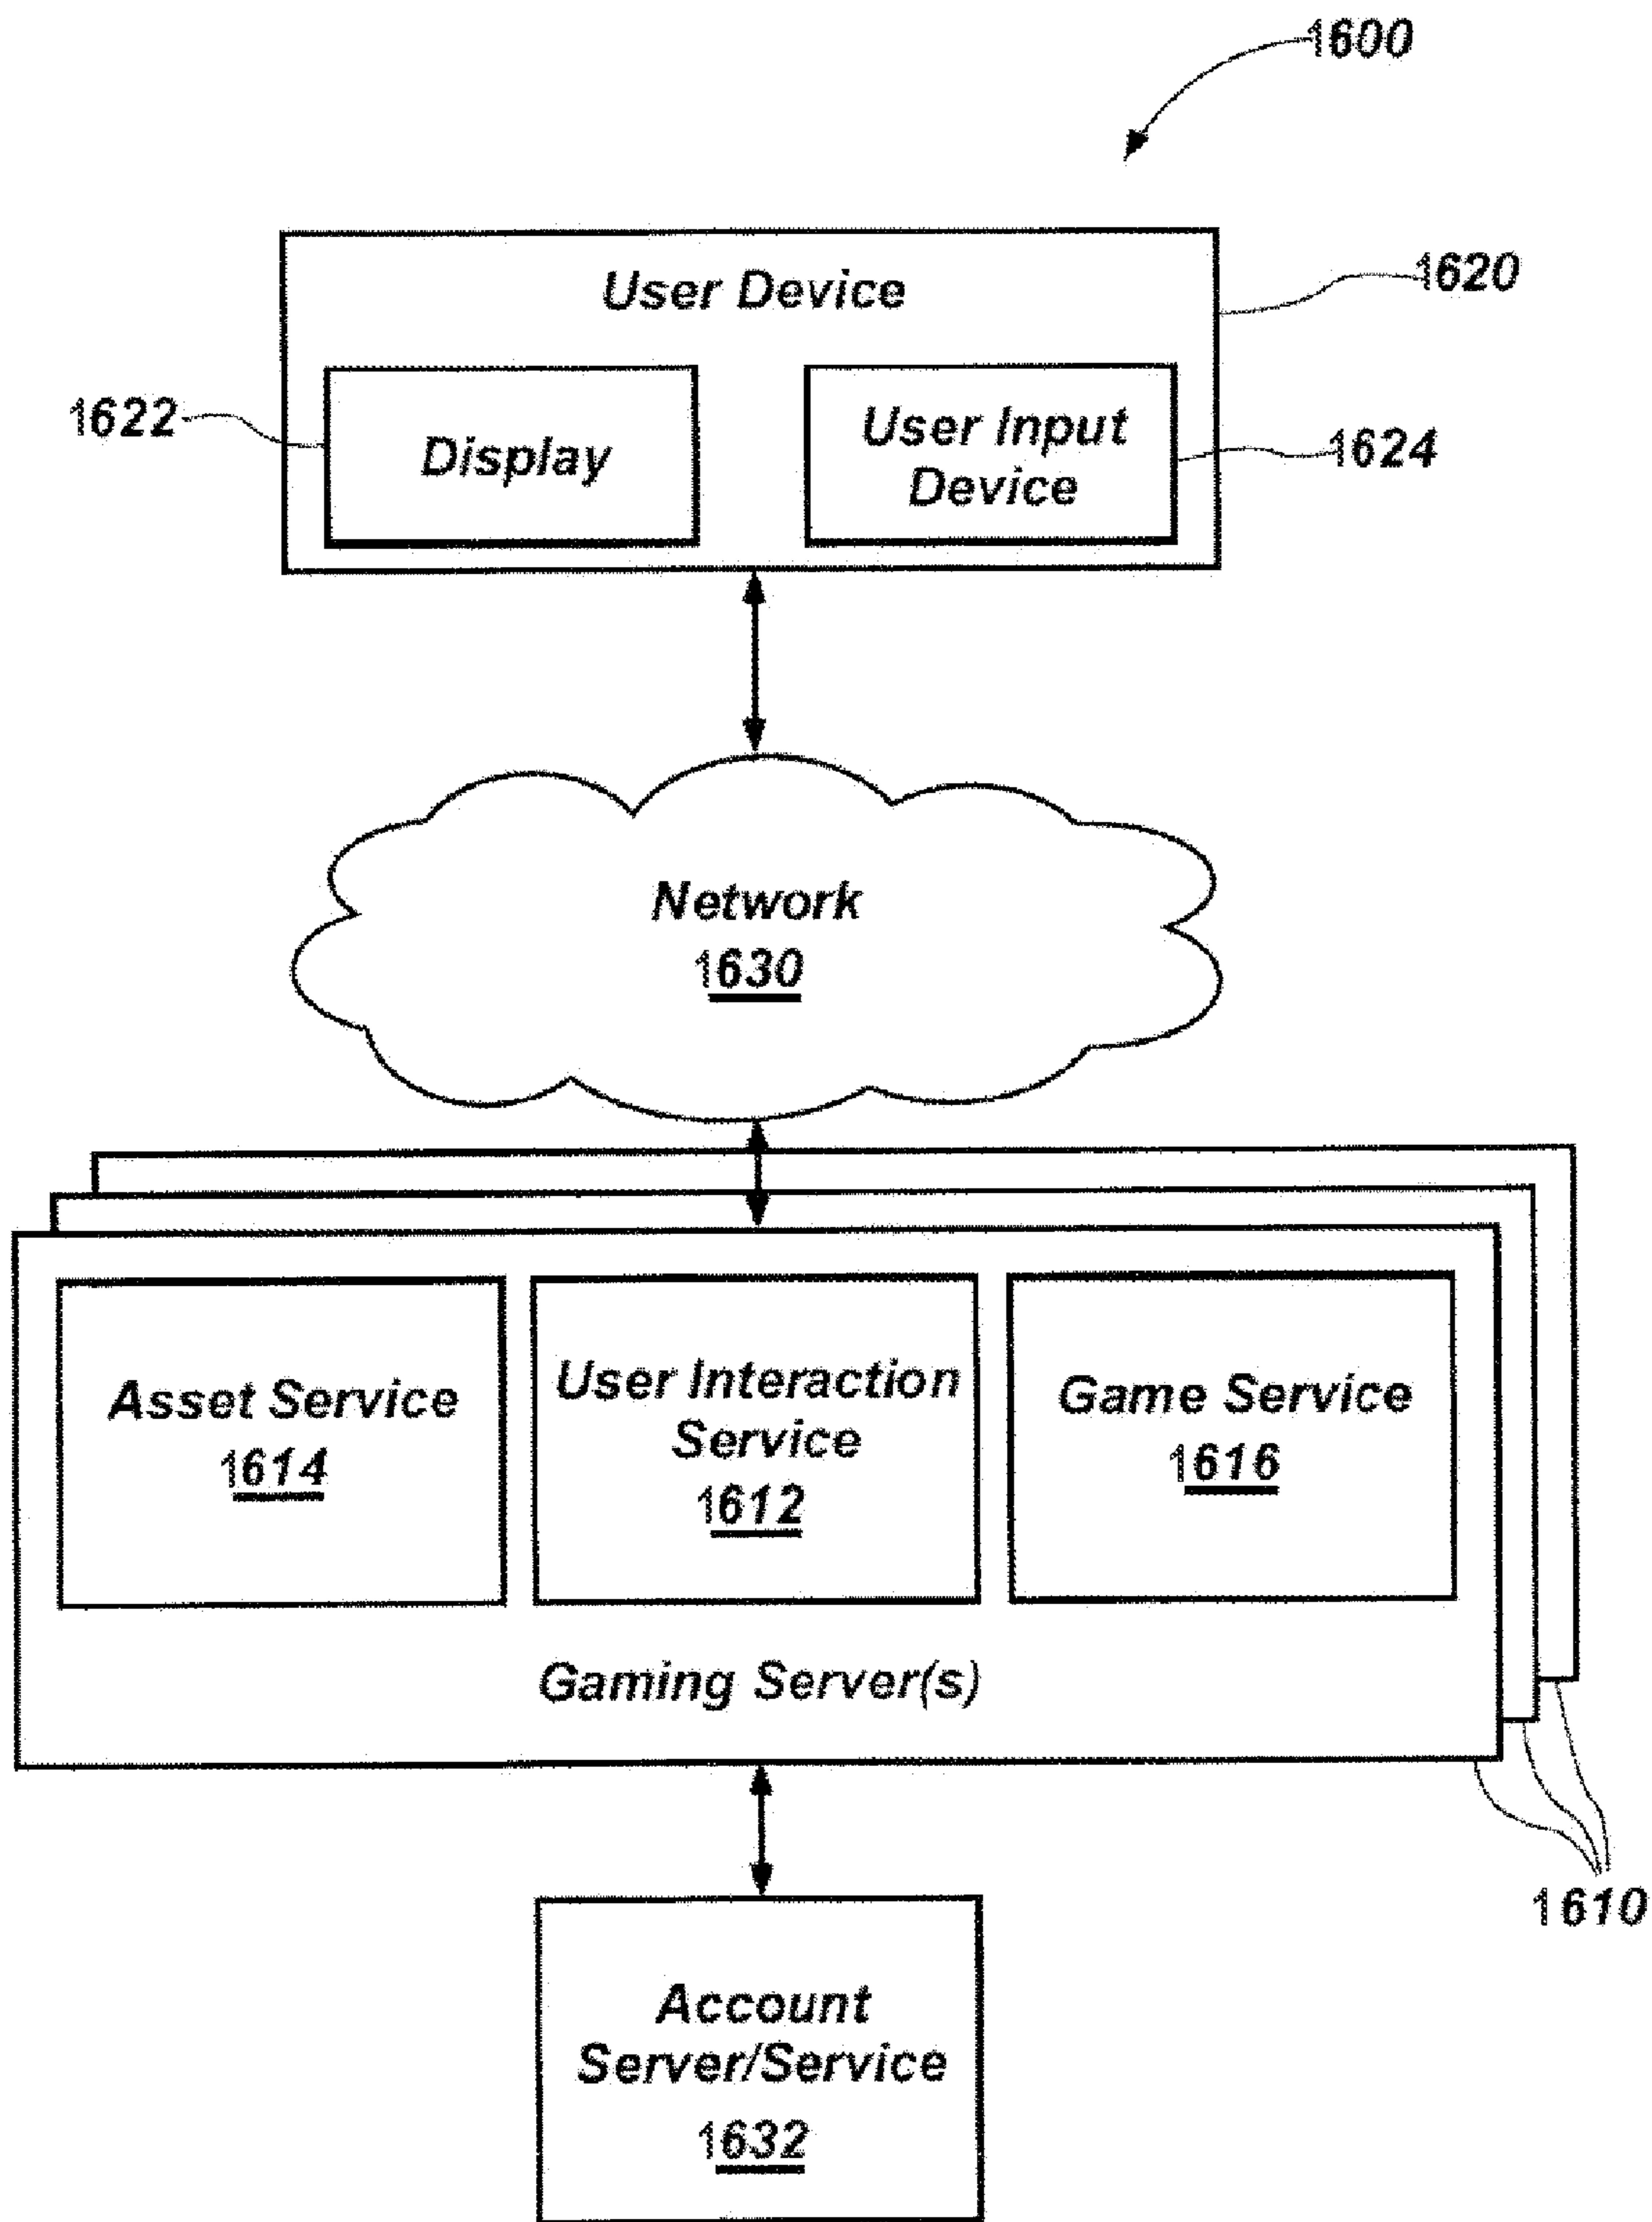 1600
User Device
1620
1622
Display
User Input
Device
1624
Network
1630
Asset Service
1614
User Interaction
Service
1612
Game Service
1616
Gaming Server(s)
1610
Account
Server/Service
1632